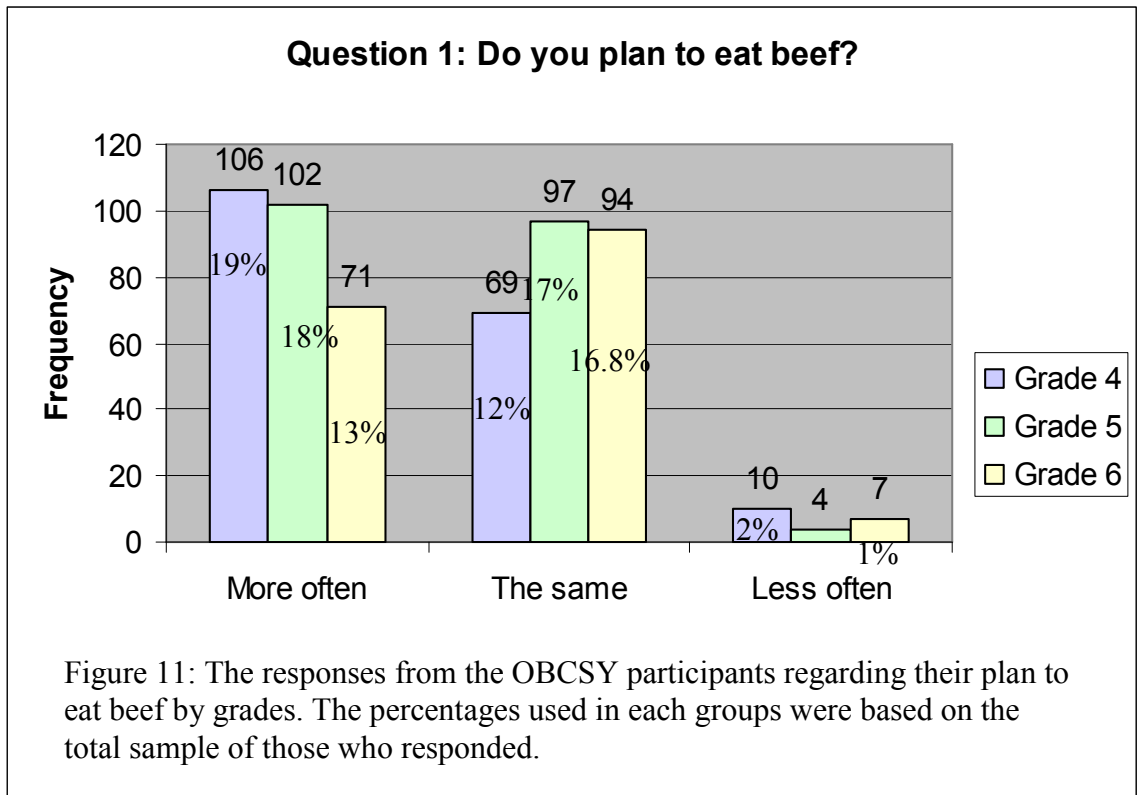 Question 1: Do you plan to eat beef?
120
100
80
60
40
20
0
Frequency
106
102
71
69
97
94
10
4
7
19%
18%
13%
12%
17%
16.8%
2%
1%
More often
The same
Less often
Grade 4
Grade 5
Grade 6
Figure 11: The responses from the OBCSY participants regarding their plan to
eat beef by grades. The percentages used in each groups were based on the
total sample of those who responded.